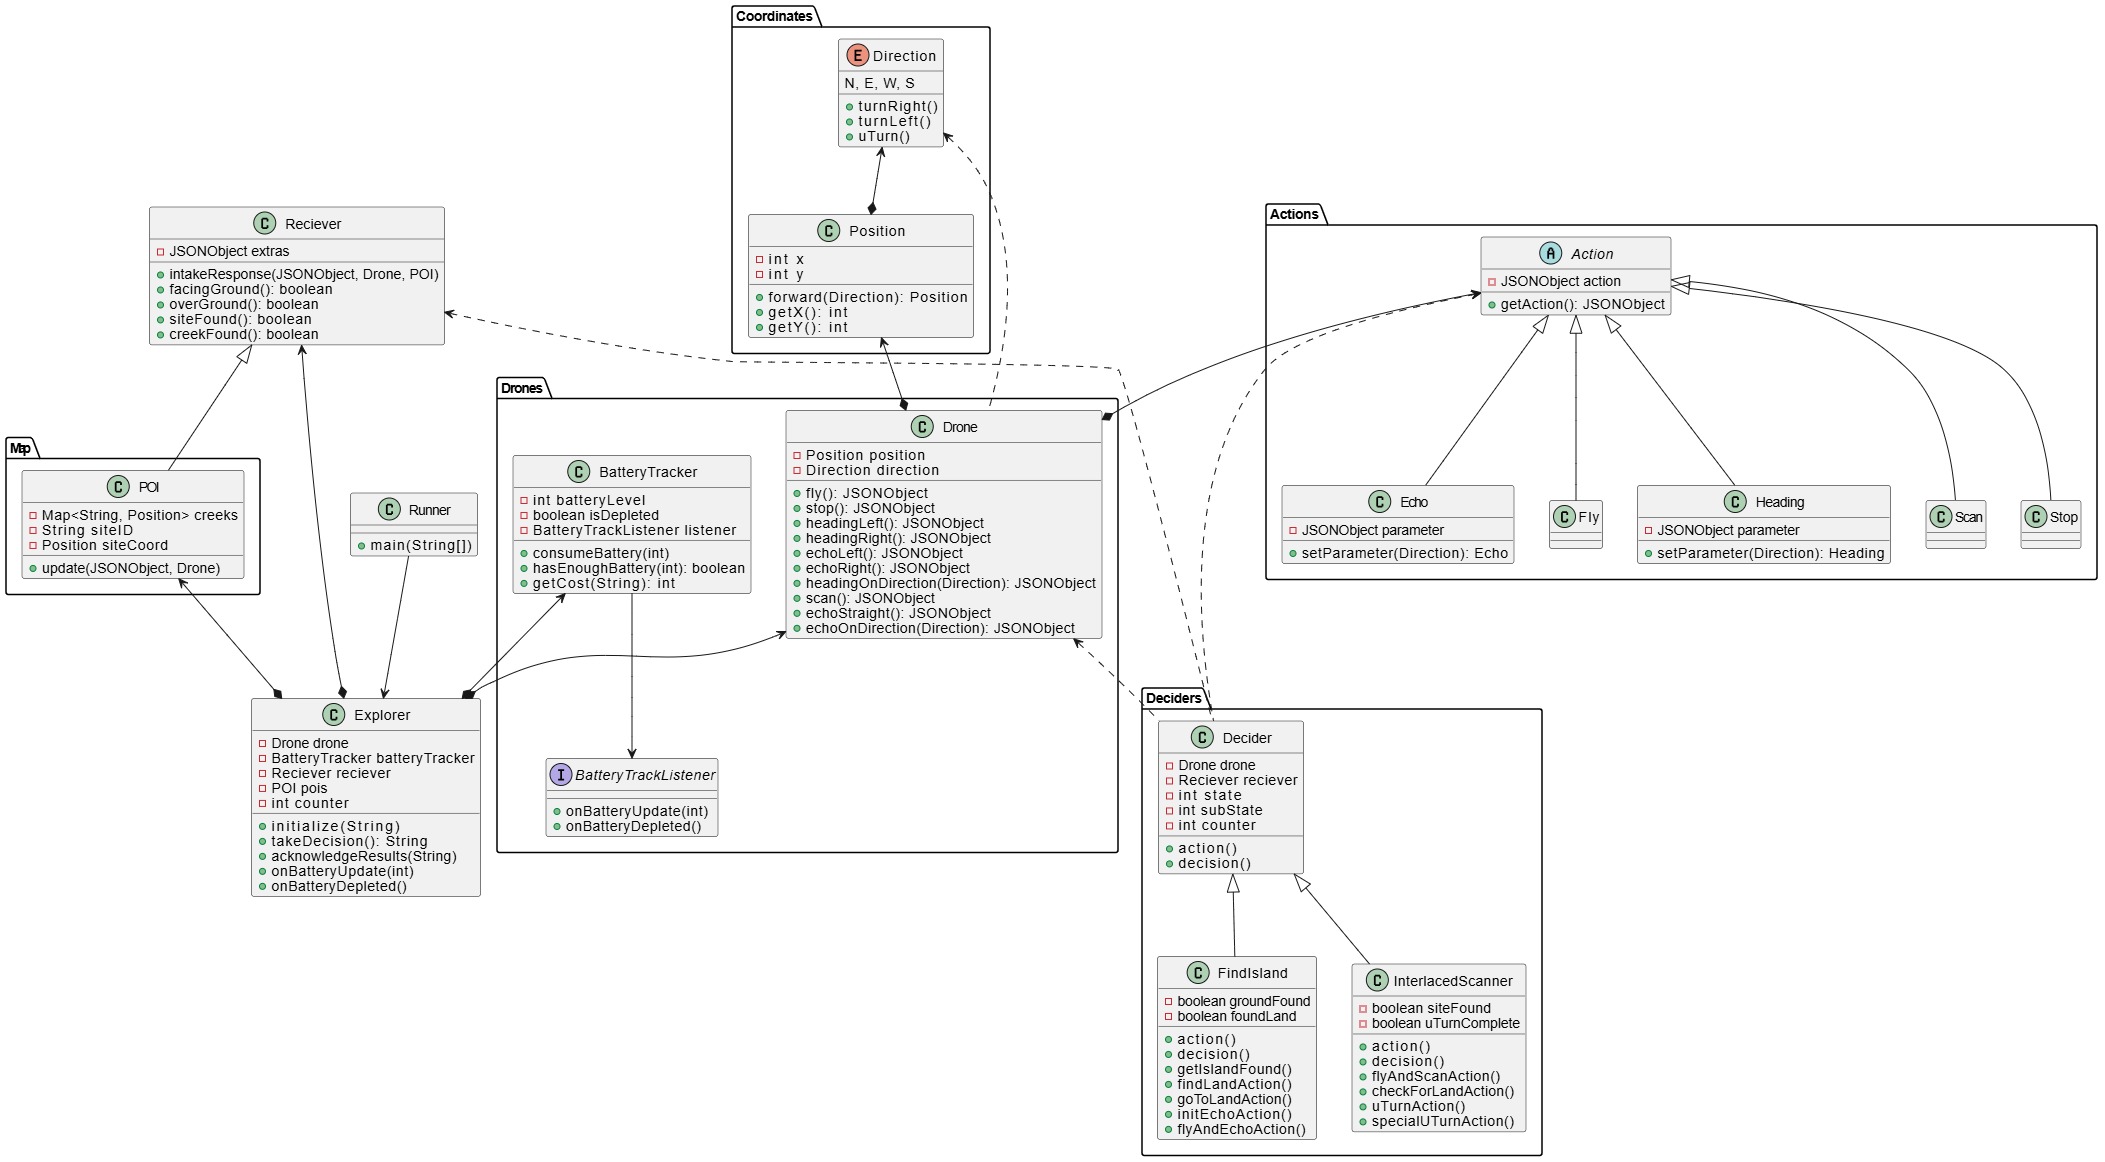 Coordinates
E Direction
N, E, W, S
turnRight()
turnLeft()
uTurn()
C Position
int x
int y
forward(Direction): Position
getX(): int
getY(): int
C Reciever
JSONObject extras
intakeResponse(JSONObject, Drone, POI)
facingGround(): boolean
overGround(): boolean
siteFound(): boolean
creekFound(): boolean
Actions
A Action
JSONObject action
getAction(): JSONObject
C Echo
JSONObject parameter
setParameter(Direction): Echo
C Fly
C Heading
JSONObject parameter
setParameter(Direction): Heading
C Scan
C Stop
Map
C POI
Map<String, Position> creeks
String siteID
Position siteCoord
update(JSONObject, Drone)
C Runner
main(String[])
Drones
C BatteryTracker
int batteryLevel
boolean isDepleted
BatteryTrackListener listener
consumeBattery(int)
hasEnoughBattery(int): boolean
getCost(String): int
C Drone
Position position
Direction direction
fly(): JSONObject
stop(): JSONObject
headingLeft(): JSONObject
headingRight(): JSONObject
echoLeft(): JSONObject
echoRight(): JSONObject
headingOnDirection(Direction): JSONObject
scan(): JSONObject
echoStraight(): JSONObject
echoOnDirection(Direction): JSONObject
I BatteryTrackListener
onBatteryUpdate(int)
onBatteryDepleted()
C Explorer
Drone drone
BatteryTracker batteryTracker
Reciever reciever
POI pois
int counter
initialize(String)
takeDecision(): String
acknowledgeResults(String)
onBatteryUpdate(int)
onBatteryDepleted()
Deciders
C Decider
Drone drone
Reciever reciever
int state
int subState
int counter
action()
decision()
C FindIsland
boolean groundFound
boolean foundLand
action()
decision()
getIslandFound()
findLandAction()
goToLandAction()
initEchoAction()
flyAndEchoAction()
C InterlacedScanner
boolean siteFound
boolean uTurnComplete
action()
decision()
flyAndScanAction()
checkForLandAction()
uTurnAction()
specialUTurnAction()